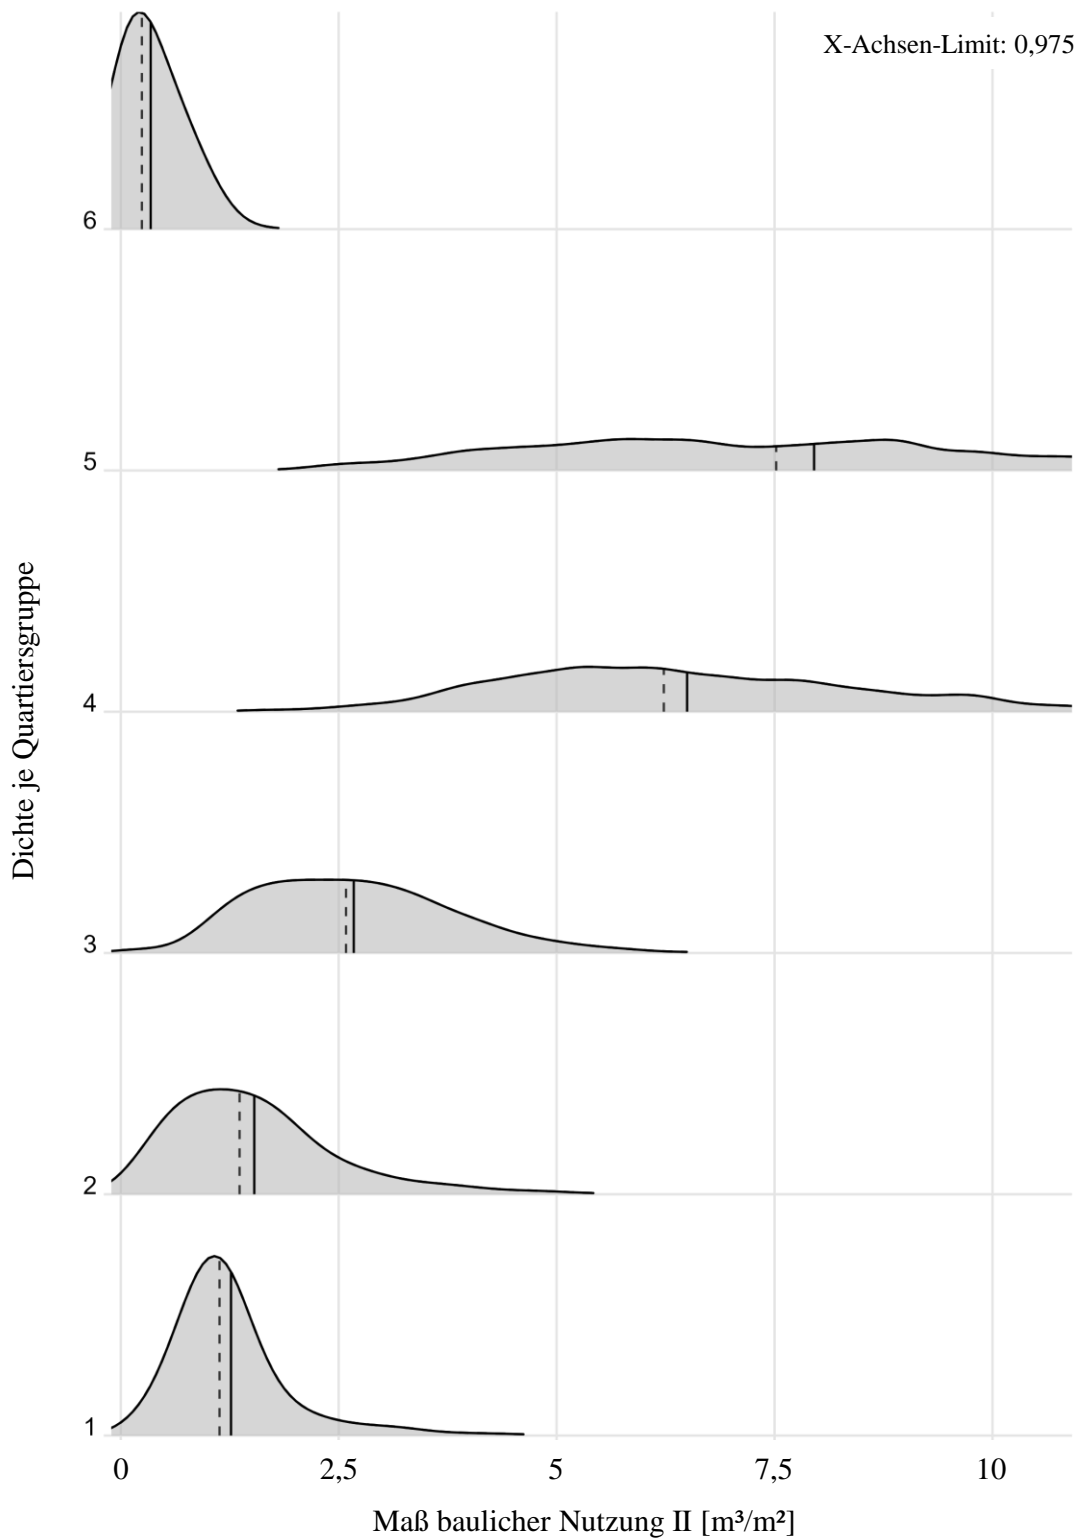 X-Achsen-Limit: 0,975
6
5
4
3
2
1
Dichte je Quartiersgruppe
0 2,5 5 7,5 10
Maß baulicher Nutzung II [m³/m²]